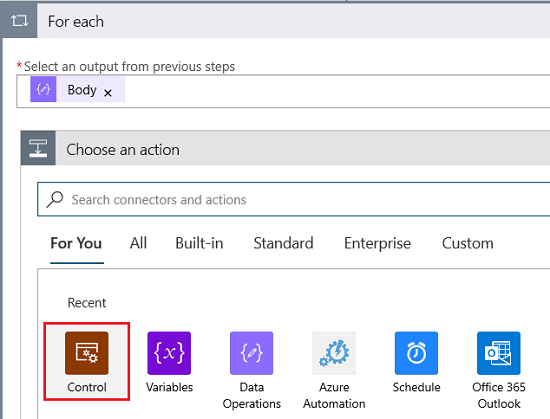 For each
*Select an output from previous steps
Body ×
Choose an action
Search connectors and actions
For You All Built-in Standard Enterprise Custom
Recent
{x}
Control Variables Data Azure Schedule Office 365
Operations Automation Outlook